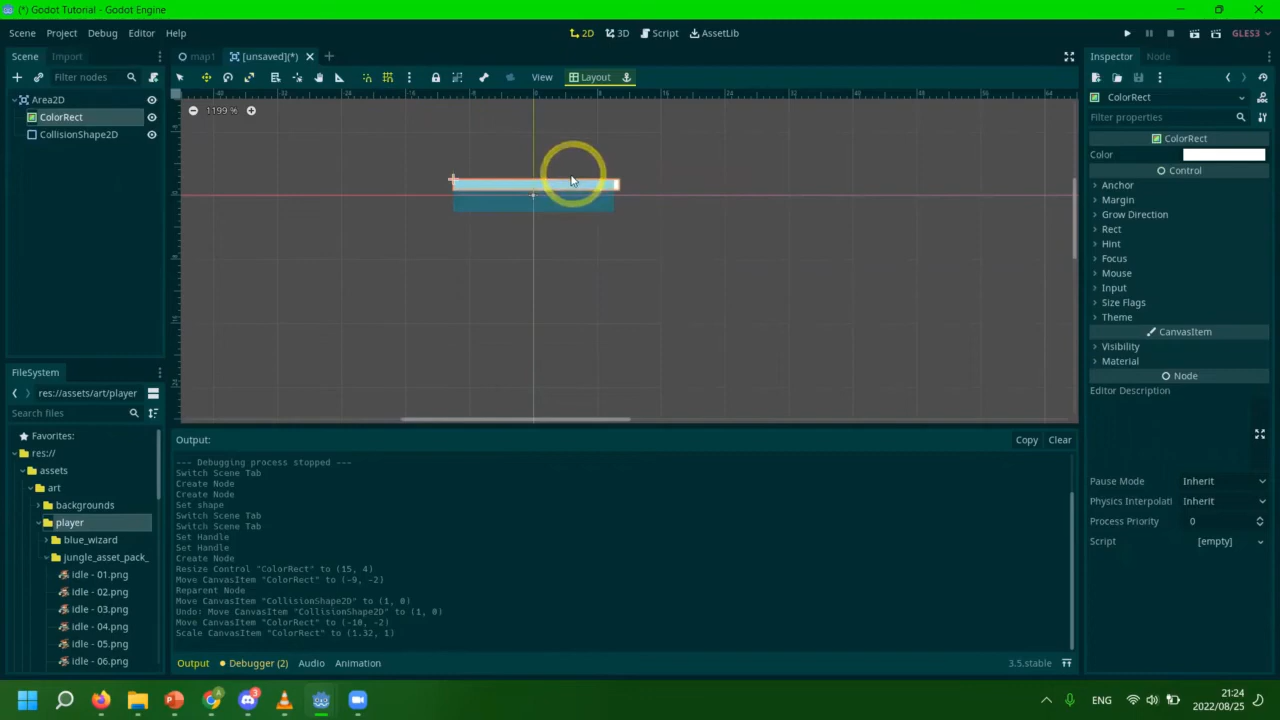 (*) Godot Tutorial - Godot Engine
Scene Project Debug Editor Help
2D 3D Script AssetLib
GLES3
Scene Import
map1 [unsaved](*)
Inspector Node
Filter nodes
View Layout
Area2D
ColorRect
CollisionShape2D
1199 %
ColorRect
Filter properties
ColorRect
Color
Control
Anchor
Margin
Grow Direction
Rect
Hint
Focus
Mouse
Input
Size Flags
Theme
CanvasItem
Visibility
Material
Node
Editor Description
Pause Mode Inherit
Physics Interpolati Inherit
Process Priority 0
Script [empty]
FileSystem
res://assets/art/player
Search files
Favorites:
res://
assets
art
backgrounds
player
blue_wizard
jungle_asset_pack_
idle - 01.png
idle - 02.png
idle - 03.png
idle - 04.png
idle - 05.png
idle - 06.png
Output:
Copy Clear
--- Debugging process stopped ---
Switch Scene Tab
Create Node
Create Node
Set shape
Switch Scene Tab
Switch Scene Tab
Set Handle
Set Handle
Create Node
Resize Control "ColorRect" to (15, 4)
Move CanvasItem "ColorRect" to (-9, -2)
Reparent Node
Move CanvasItem "CollisionShape2D" to (1, 0)
Undo: Move CanvasItem "CollisionShape2D" to (1, 0)
Move CanvasItem "ColorRect" to (-10, -2)
Scale CanvasItem "ColorRect" to (1.32, 1)
Output Debugger (2) Audio Animation
3.5.stable
ENG
21:24
2022/08/25